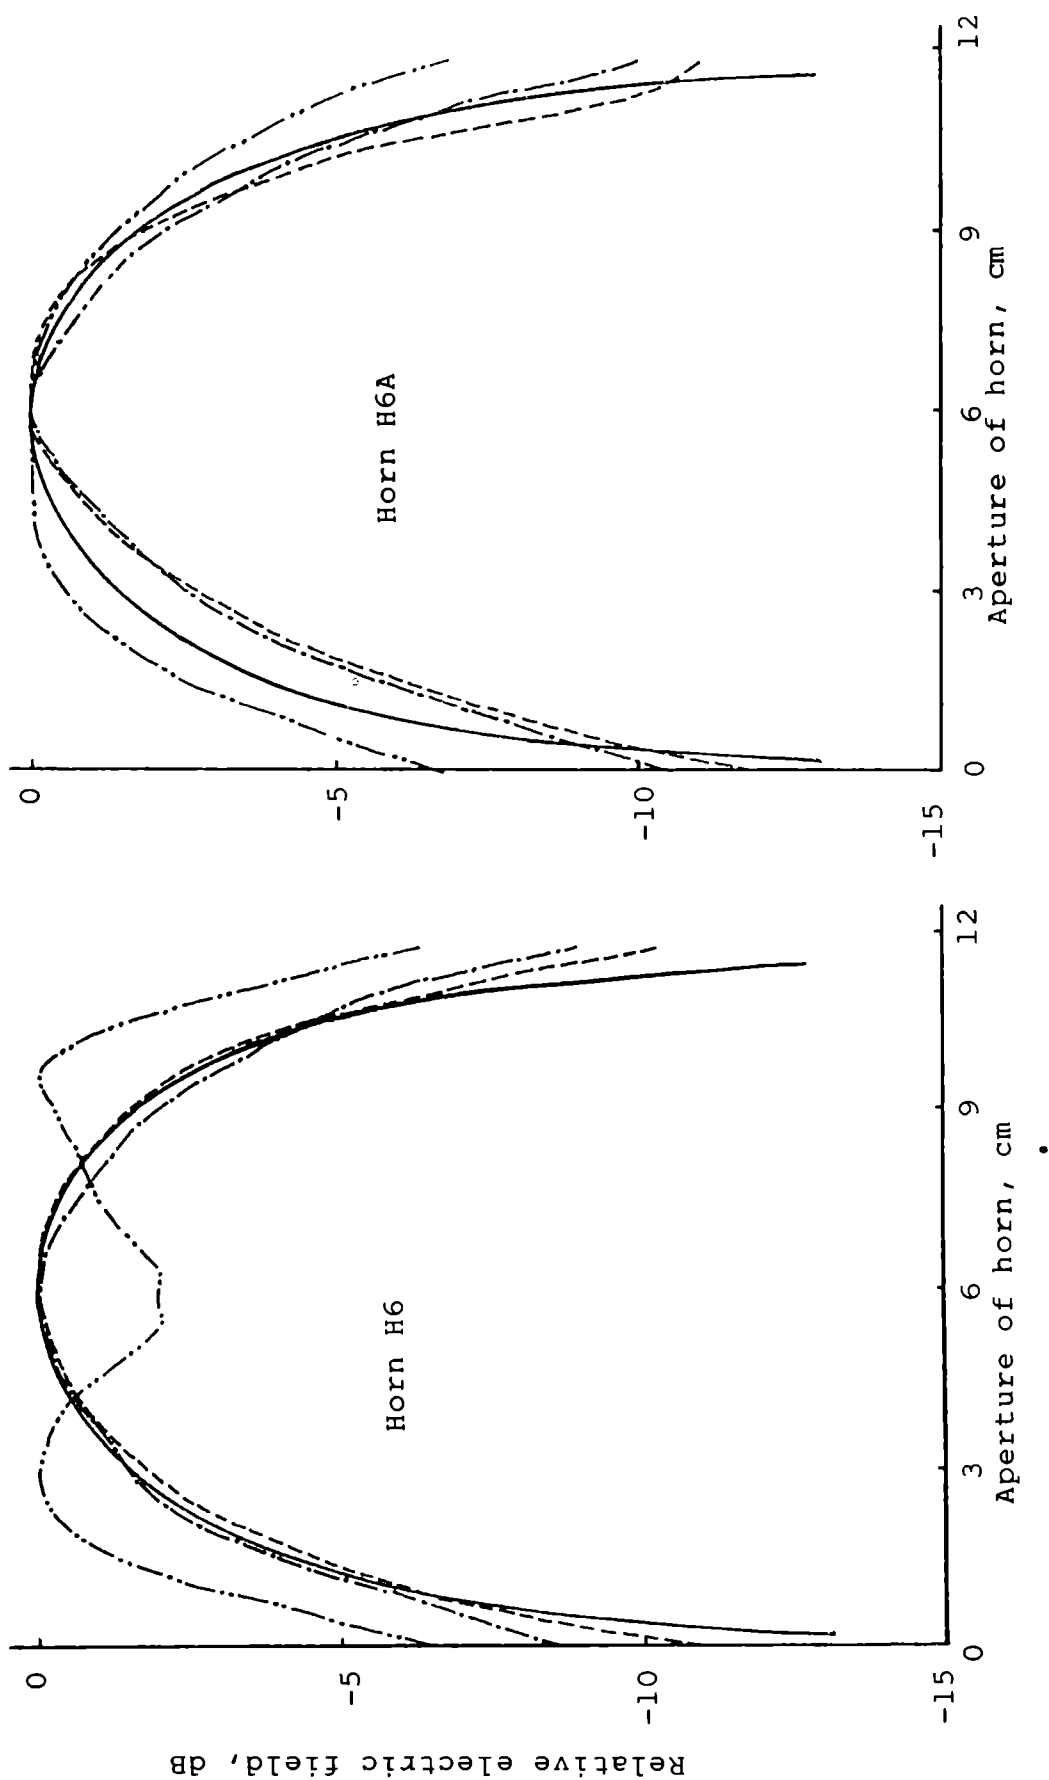 Relative electric field, dB
0
-5
-10
-15
Horn H6
0 3 6 9 12
Aperture of horn, cm
0
-5
-10
-15
Horn H6A
0 3 6 9 12
Aperture of horn, cm